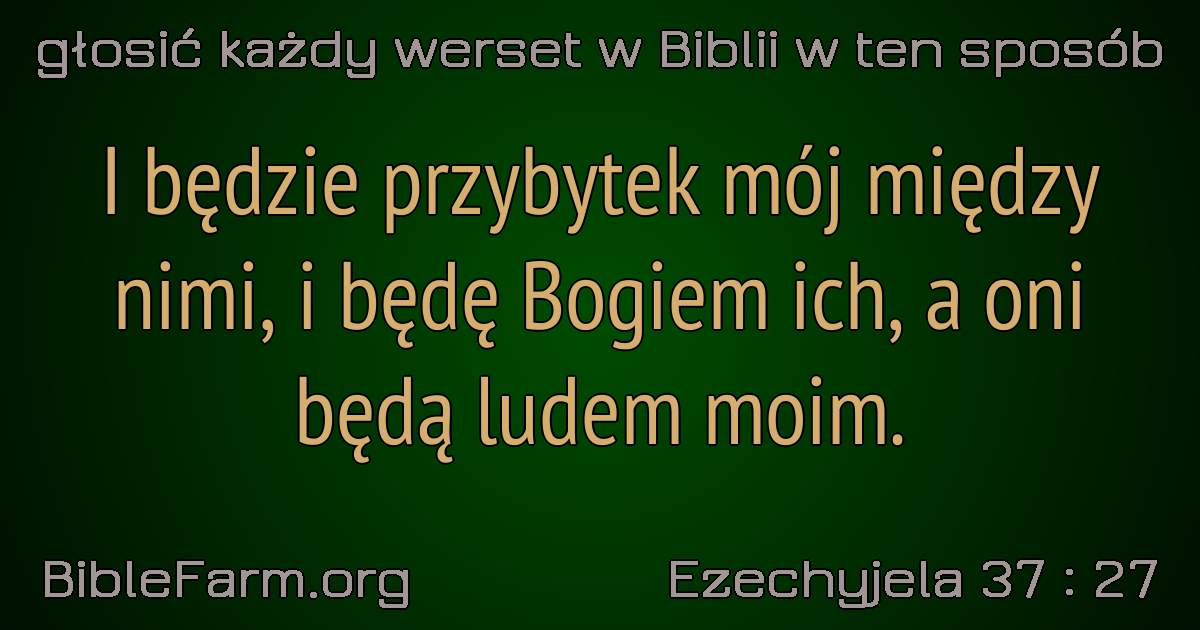 głosić każdy werset w Biblii w ten sposób
I będzie przybytek mój między
nimi, i będę Bogiem ich, a oni
będą ludem moim.
BibleFarm.org
Ezechyjela 37 : 27